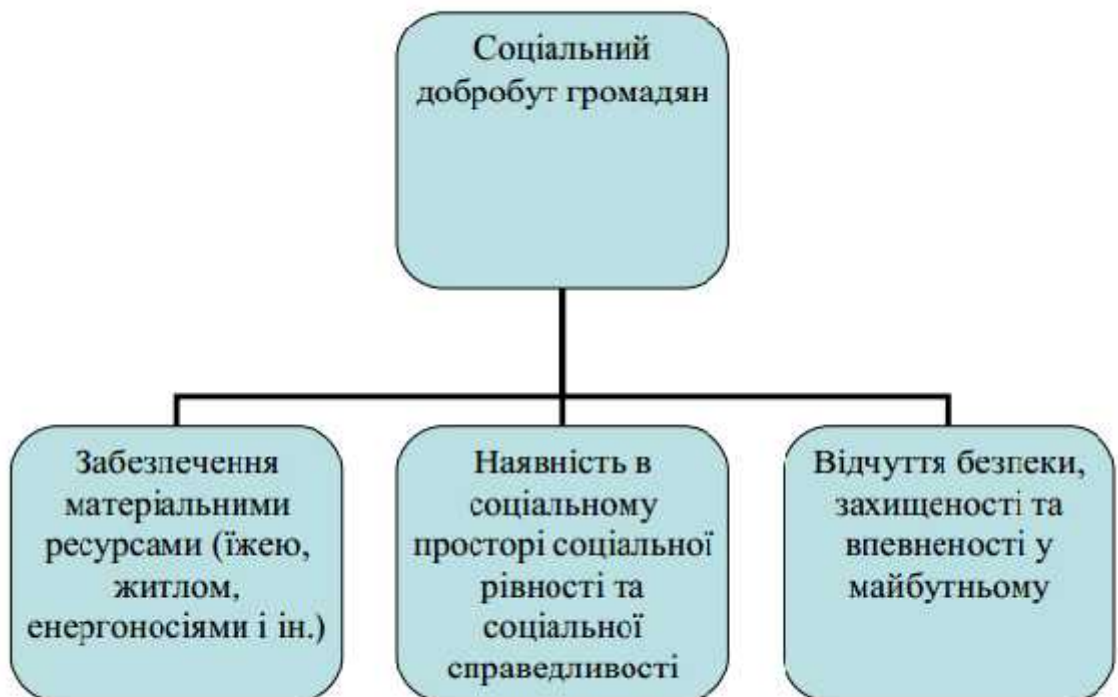 Соціальний
добробут громадян
Забезпечення
матеріальними
ресурсами (їжею,
житлом,
енергоносіями і ін.)
Наявність в
соціальному
просторі соціальної
рівності та
соціальної
справедливості
Відчуття безпеки,
захищеності та
впевненості у
майбутньому